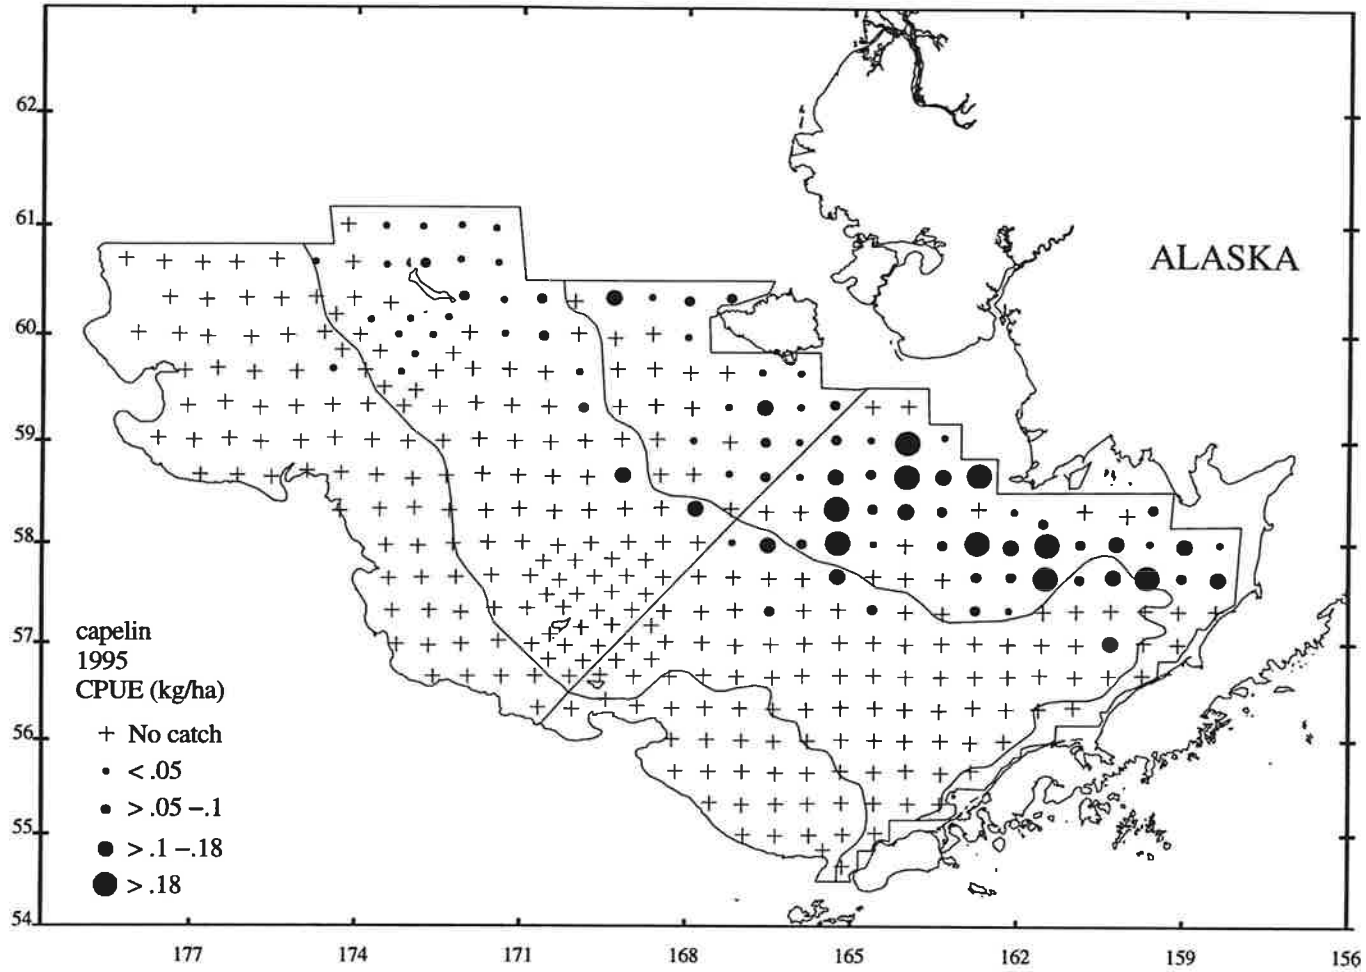 62
61
ALASKA
60
59
58
57
capelin
1995
CPUE (kg/ha)
+ No catch
• < .05
• > .05 –.1
● > .1 –.18
● > .18
56
55
54
177 174 171 168 165 162 159 156